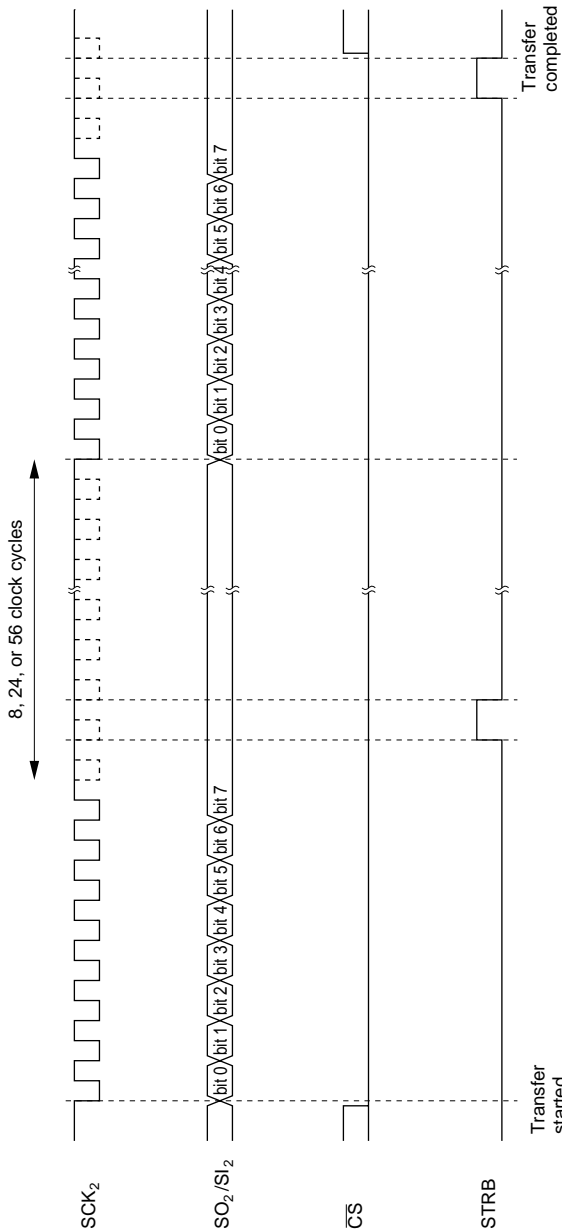 8, 24, or 56 clock cycles
SCK₂
SO₂/SI₂
bit 0 bit 1 bit 2 bit 3 bit 4 bit 5 bit 6 bit 7
bit 0 bit 1 bit 2 bit 3 bit 4 bit 5 bit 6 bit 7
C̅S̅
STRB
Transfer
started
Transfer
completed